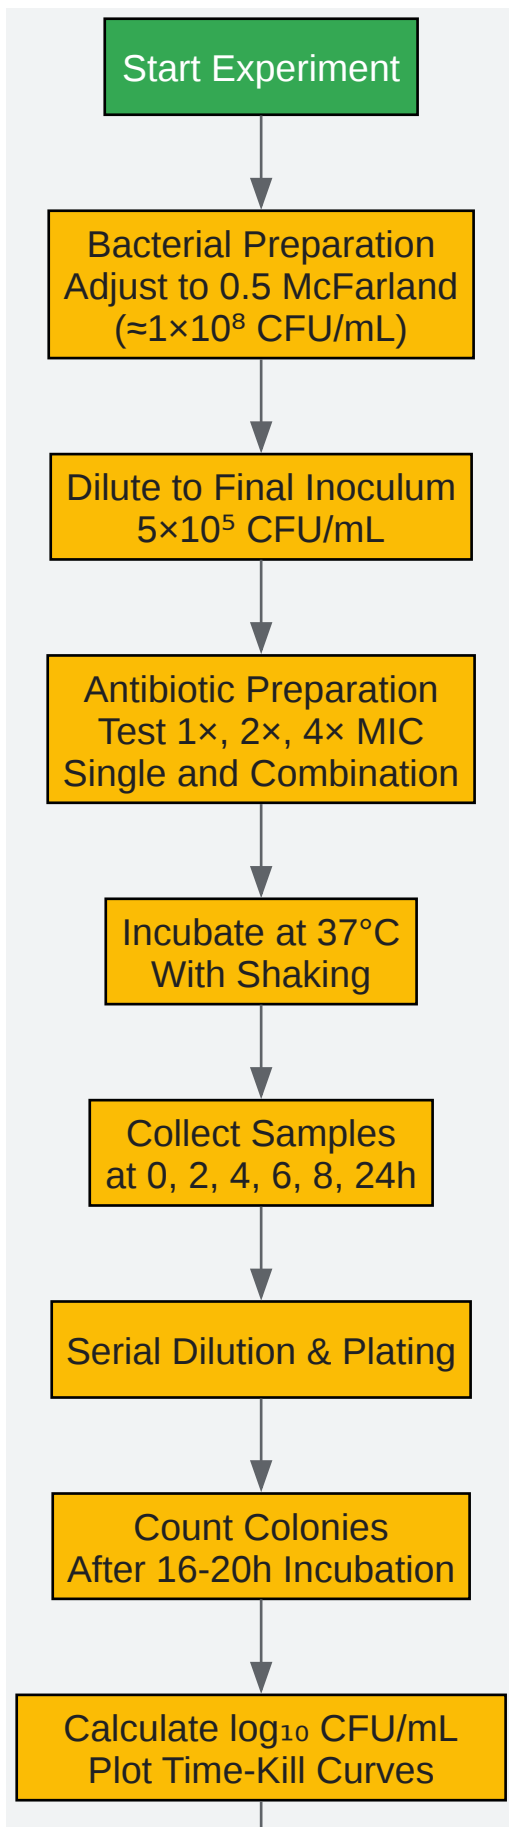 Start Experiment
Bacterial Preparation
Adjust to 0.5 McFarland
(≈1×10⁸ CFU/mL)
Dilute to Final Inoculum
5×10⁵ CFU/mL
Antibiotic Preparation
Test 1×, 2×, 4× MIC
Single and Combination
Incubate at 37°C
With Shaking
Collect Samples
at 0, 2, 4, 6, 8, 24h
Serial Dilution & Plating
Count Colonies
After 16-20h Incubation
Calculate log₁₀ CFU/mL
Plot Time-Kill Curves